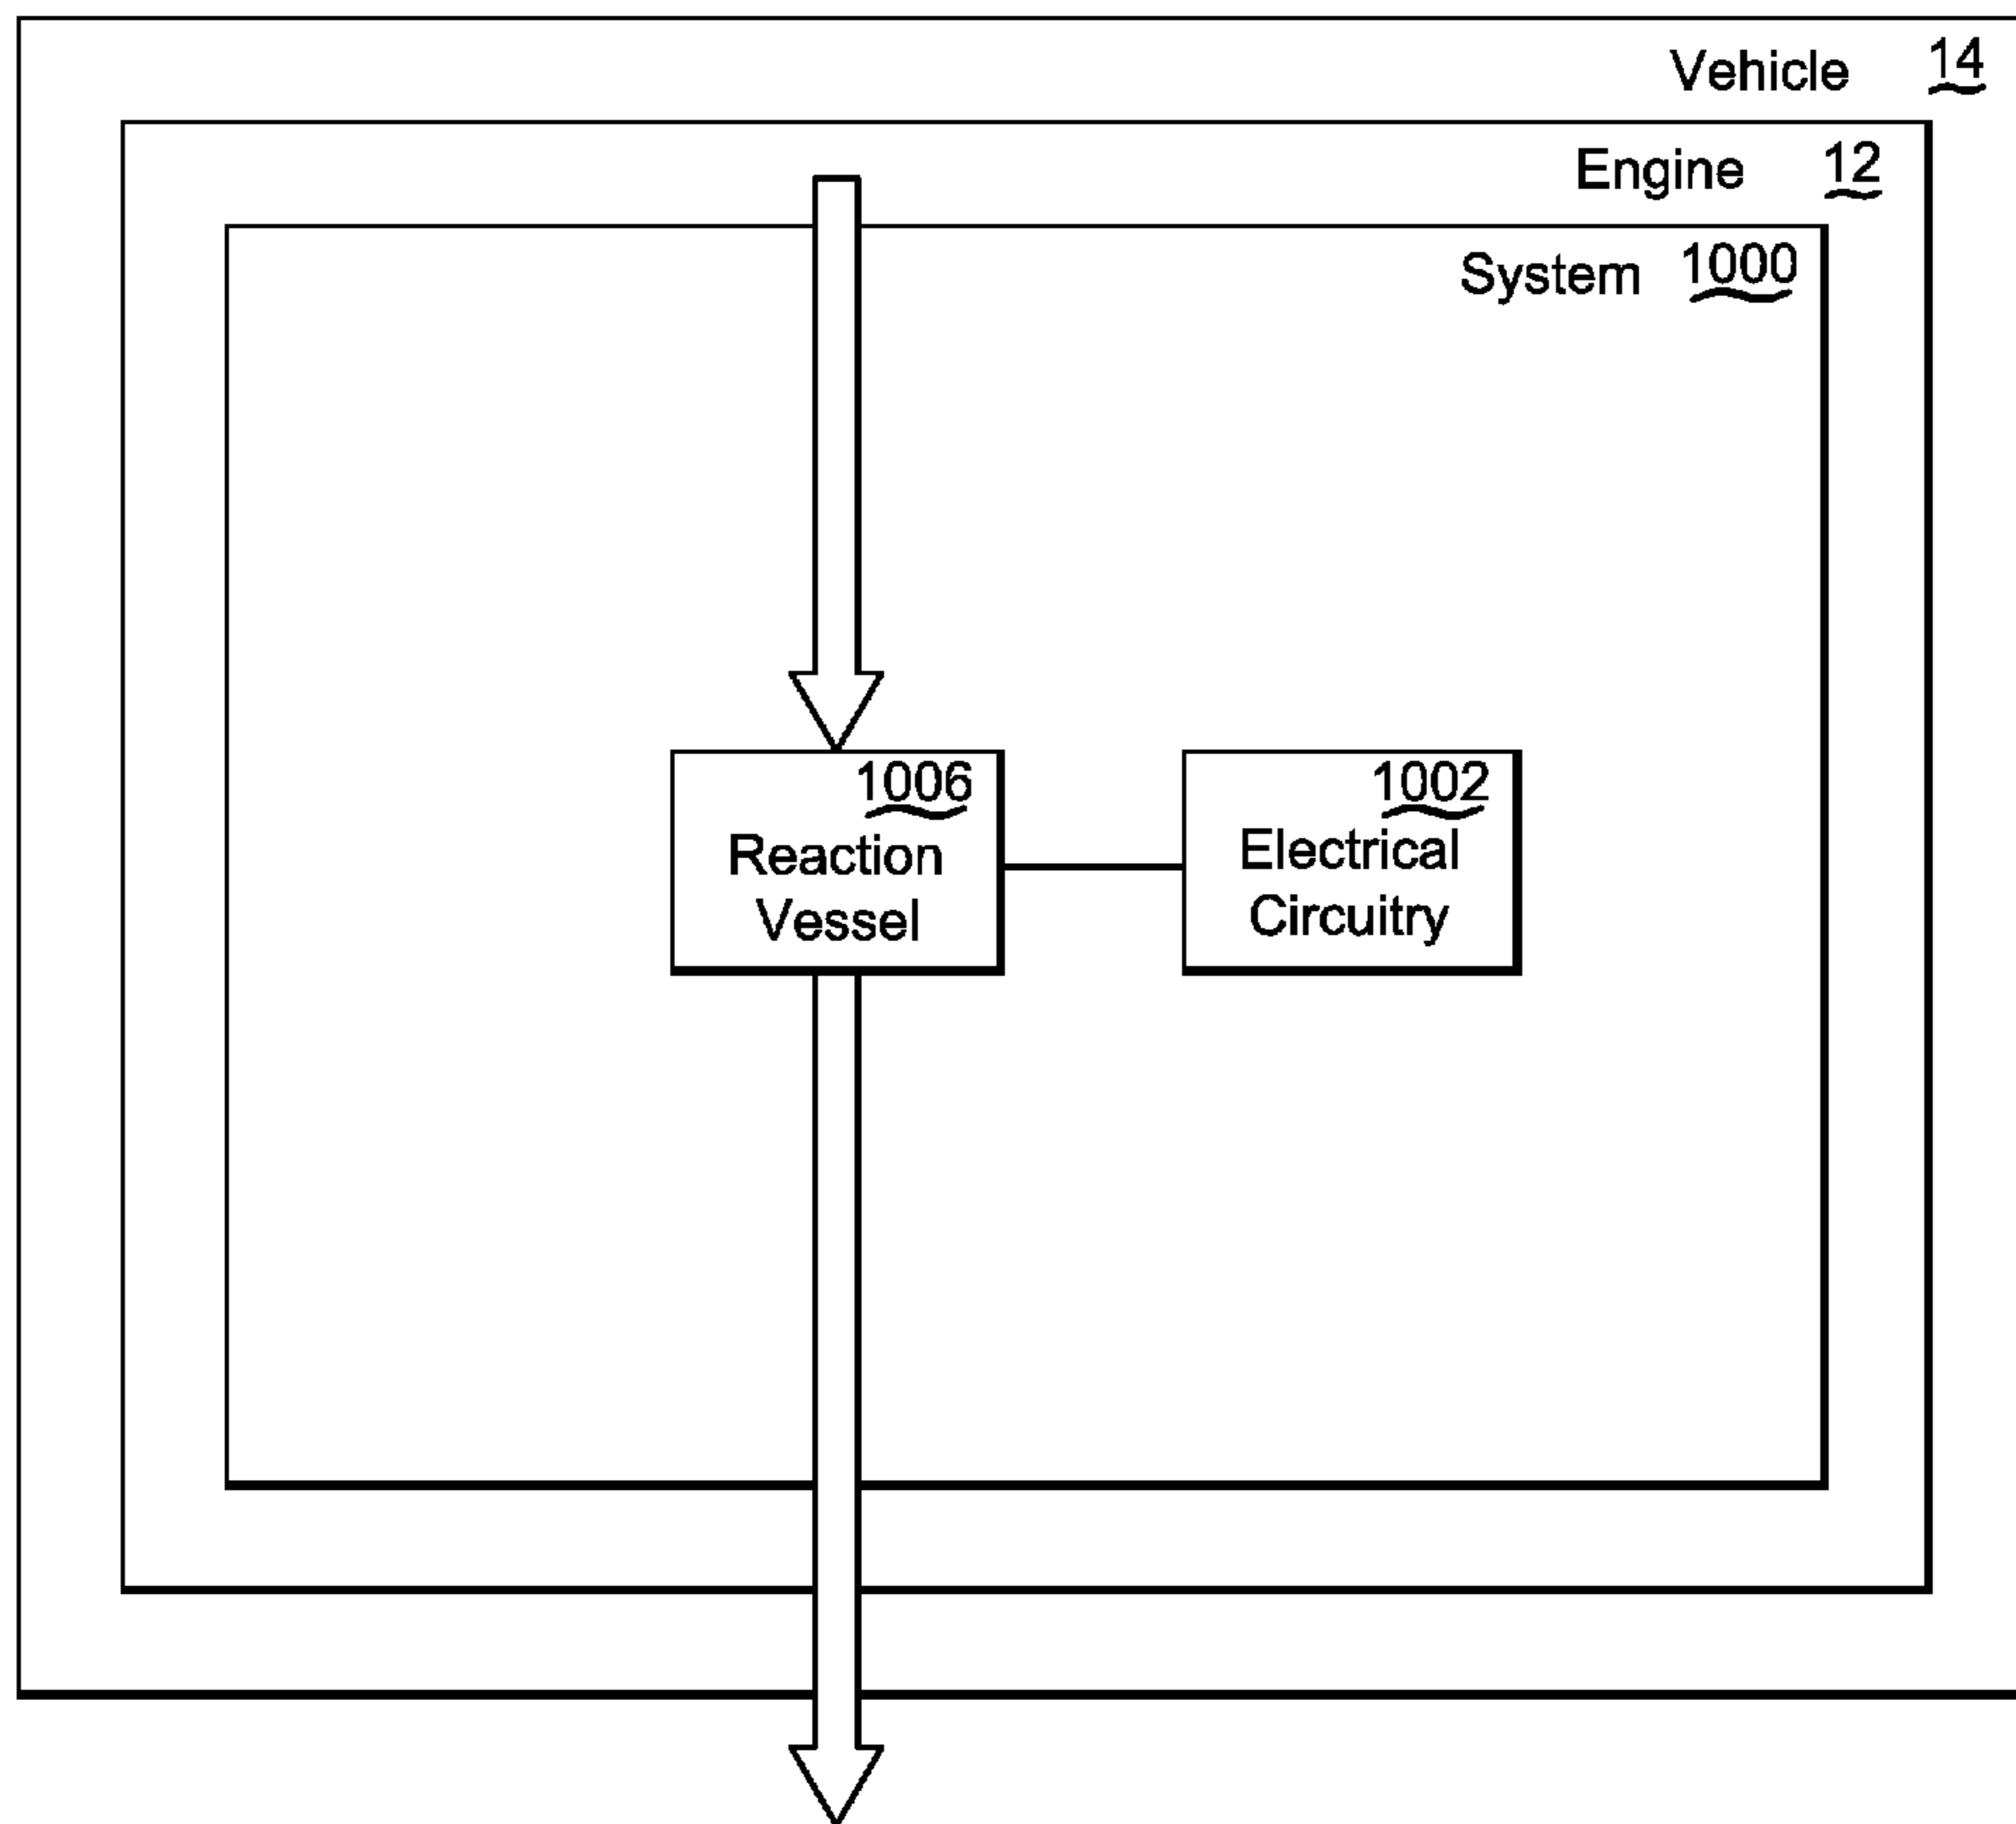 Vehicle 14
Engine 12
System 1000
1006
Reaction
Vessel
1002
Electrical
Circuitry